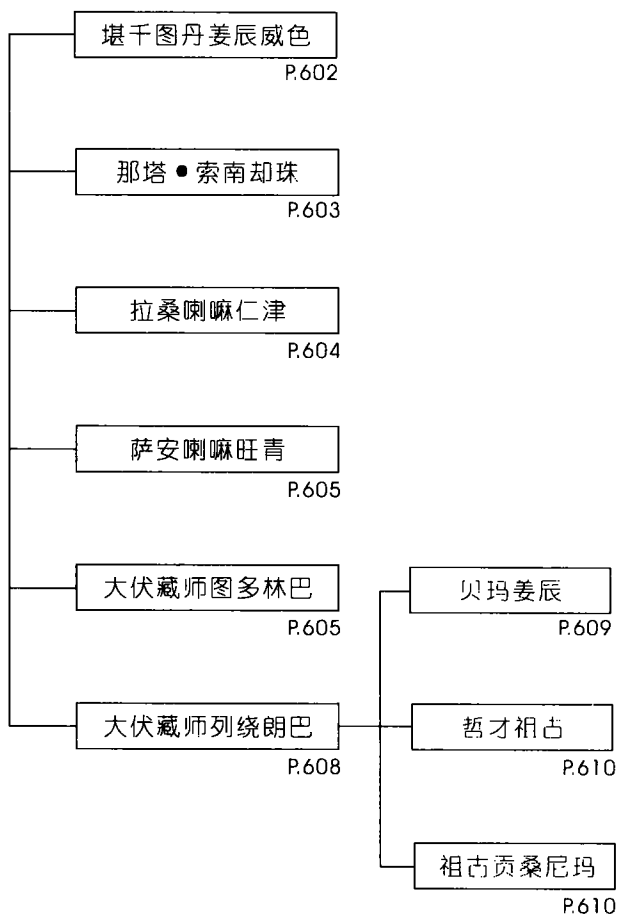 堪千图丹姜辰威色
P.602
那塔●索南却珠
P.603
拉桑喇嘛仁津
P.604
萨安喇嘛旺青
P.605
大伏藏师图多林巴
P.605
大伏藏师列绕朗巴
P.608
贝玛姜辰
P.609
哲才祖古
P.610
祖古贡桑尼玛
P.610